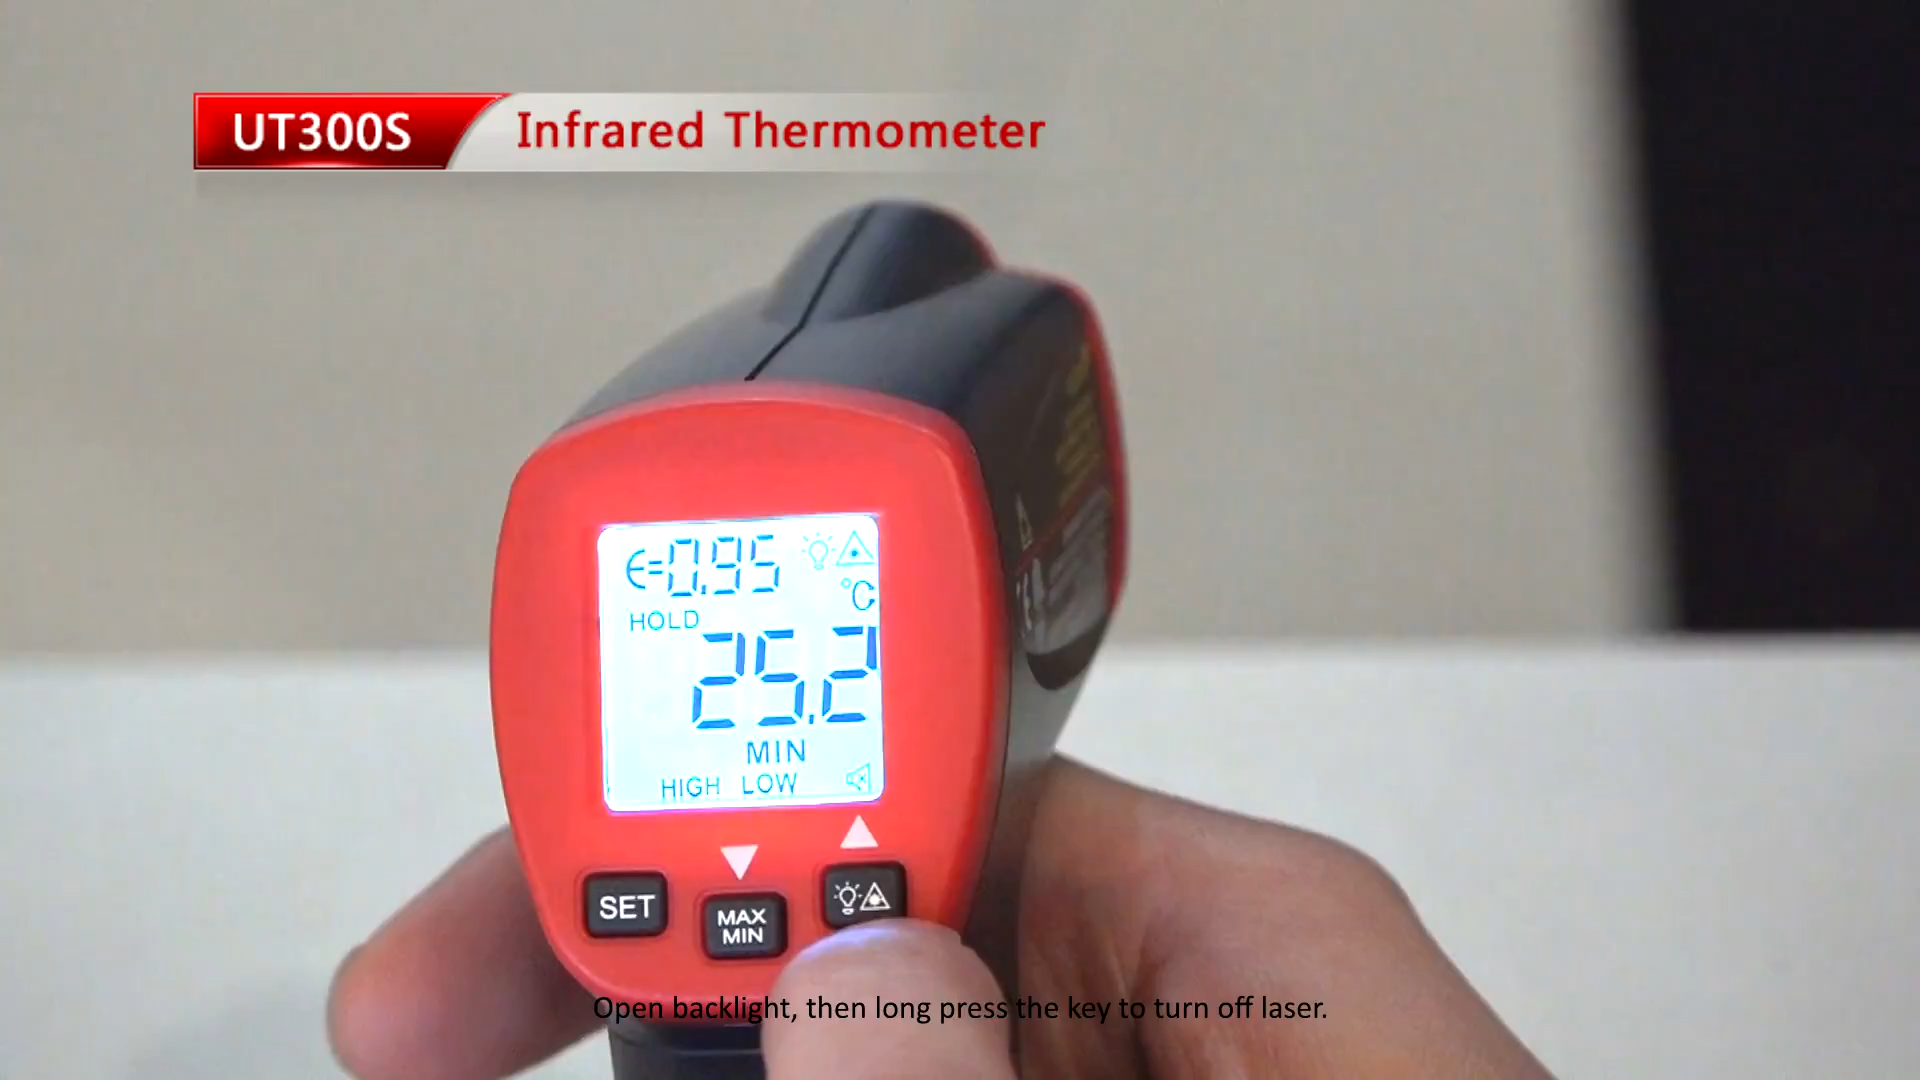 UT300S Infrared Thermometer
Є=0.95
°C
HOLD
25.2
MIN
HIGH LOW
SET
MAX
MIN
Open backlight, then long press the key to turn off laser.